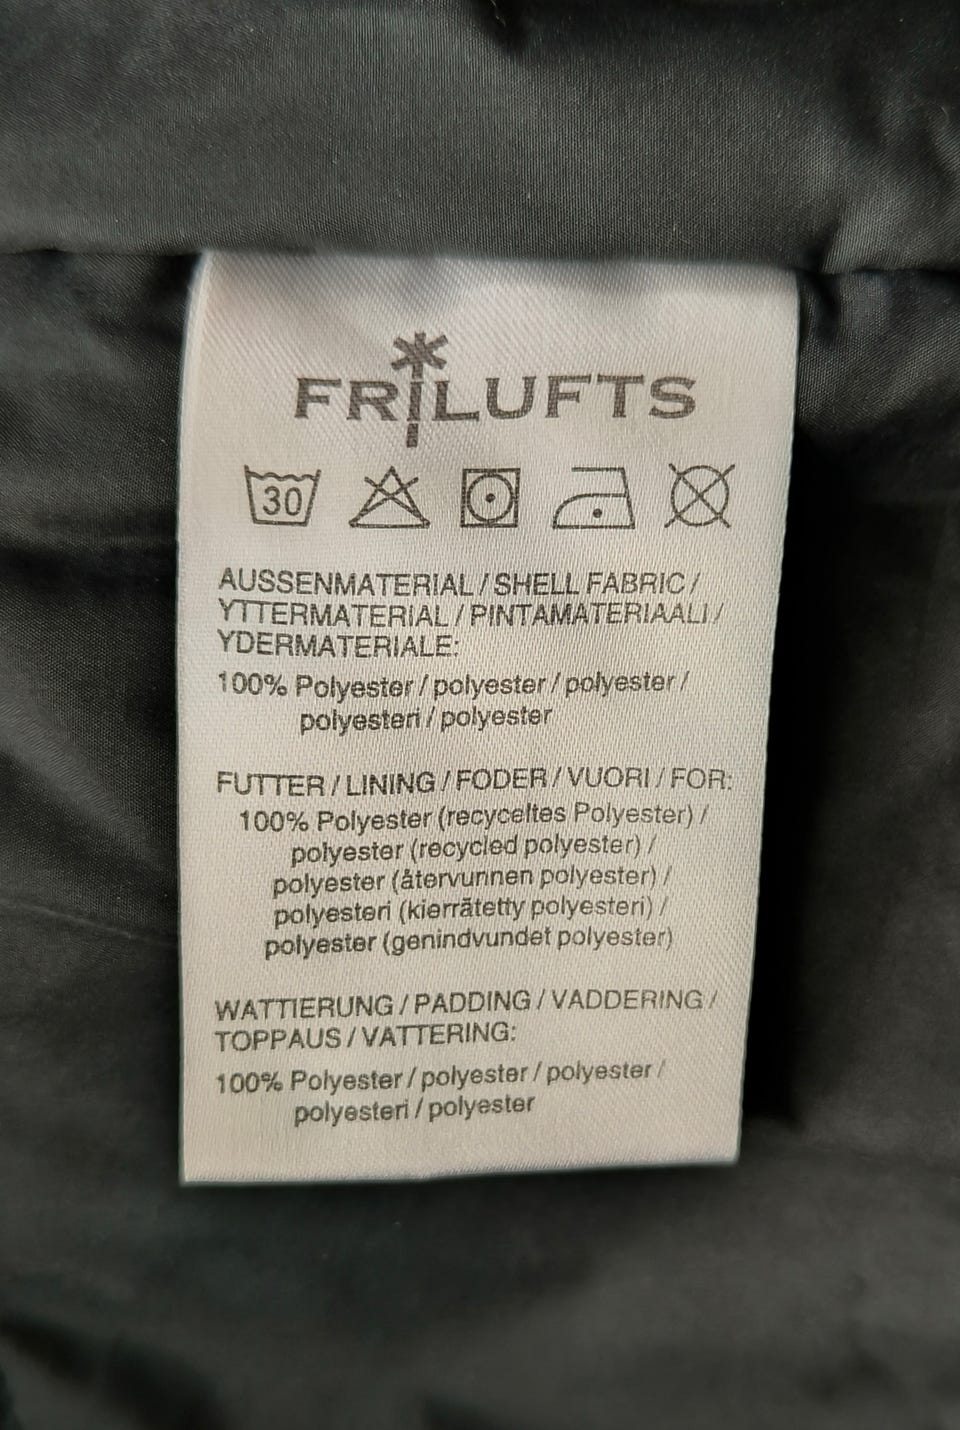 FRILUFTS
30
AUSSENMATERIAL / SHELL FABRIC /
YTTERMATERIAL / PINTAMATERIAALI /
YDERMATERIALE:
100% Polyester / polyester / polyester /
polyesteri / polyester
FUTTER / LINING / FODER / VUORI / FOR:
100% Polyester (recyceltes Polyester) /
polyester (recycled polyester) /
polyester (återvunnen polyester) /
polyesteri (kierrätetty polyesteri) /
polyester (genindvundet polyester)
WATTIERUNG / PADDING / VADDERING /
TOPPAUS / VATTERING:
100% Polyester / polyester / polyester /
polyesteri / polyester